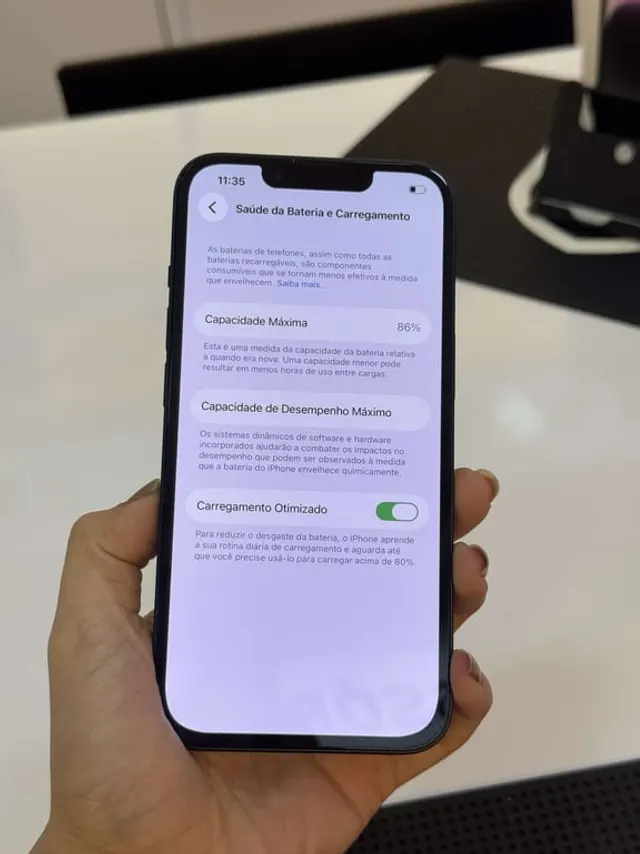 11:35
Saúde da Bateria e Carregamento
As baterias de telefones, assim como todas as
baterias recarregáveis, são componentes
consumíveis que se tornam menos efetivos à medida
que envelhecem. Saiba mais...
Capacidade Máxima 86%
Esta é uma medida da capacidade da bateria relativa
a quando era nova. Uma capacidade menor pode
resultar em menos horas de uso entre cargas.
Capacidade de Desempenho Máximo
Os sistemas dinâmicos de software e hardware
incorporados ajudarão a combater os impactos no
desempenho que podem ser observados à medida
que a bateria do iPhone envelhece quimicamente.
Carregamento Otimizado
Para reduzir o desgaste da bateria, o iPhone aprende
a sua rotina diária de carregamento e aguarda até
que você precise usá-lo para carregar acima de 80%.